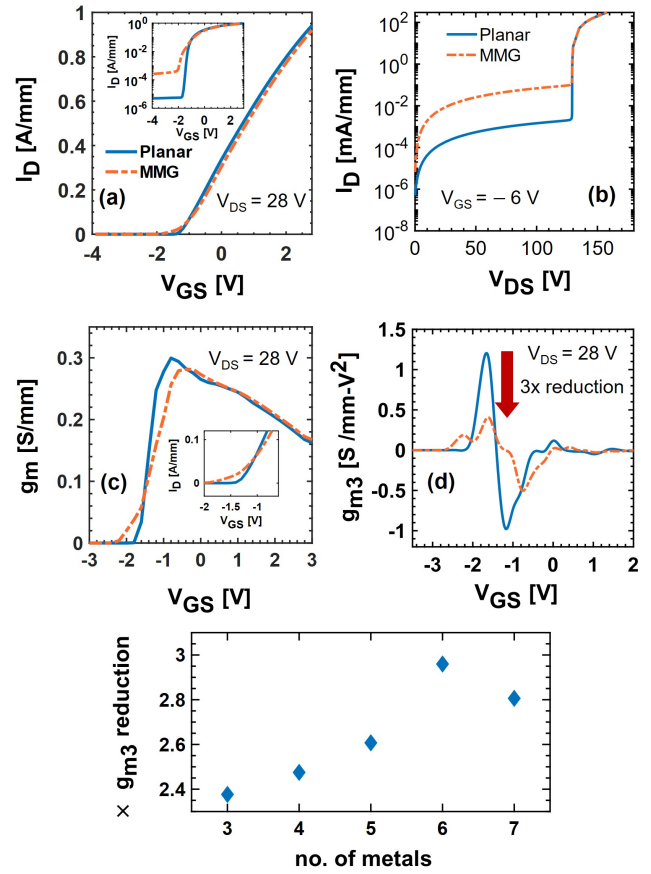 1
0.8
0.6
0.4
0.2
0
I_D [A/mm]
10^0
10^-2
10^-4
10^-6
I_D [A/mm]
-4 -2 0 2
V_GS [V]
Planar
MMG
(a)
V_DS = 28 V
-4 -2 0 2
V_GS [V]
10^2
10^0
10^-2
10^-4
10^-6
10^-8
I_D [mA/mm]
Planar
MMG
V_GS = − 6 V
(b)
0 50 100 150
V_DS [V]
0.3
0.2
0.1
0
g_m [S/mm]
V_DS = 28 V
(c)
0.1
0
I_D [A/mm]
-2 -1
V_GS [V]
-3 -2 -1 0 1 2 3
V_GS [V]
1.5
1
0.5
0
-0.5
-1
g_m3 [S /mm-V^2]
V_DS = 28 V
3x reduction
(d)
-3 -2 -1 0 1 2
V_GS [V]
3
2.8
2.6
2.4
× g_m3 reduction
3 4 5 6 7
no. of metals